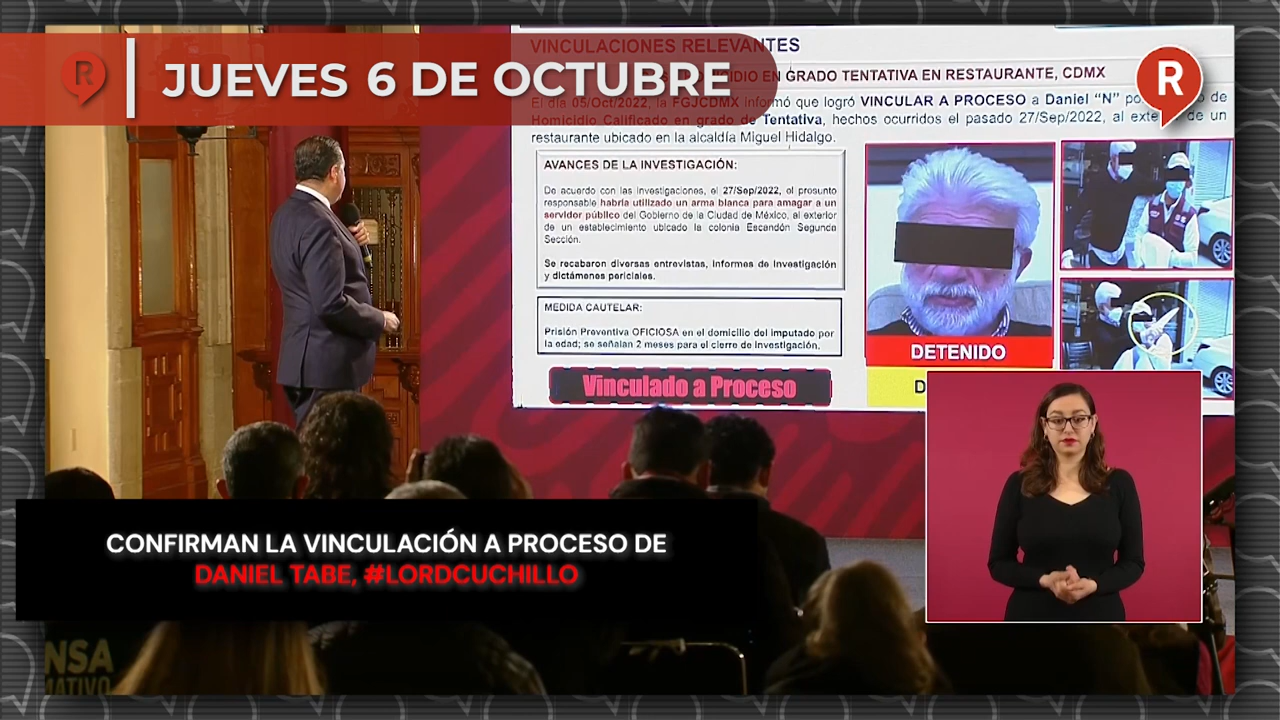 R
JUEVES 6 DE OCTUBRE
R
VINCULACIONES RELEVANTES
EN GRADO TENTATIVA EN RESTAURANTE, CDMX
El día 05/Oct/2022, la FGJCDMX informó que logró VINCULAR A PROCESO a Daniel “N” de
Homicidio Calificado en grado de Tentativa, hechos ocurridos el pasado 27/Sep/2022, al de un
restaurante ubicado en la alcaldía Miguel Hidalgo.
AVANCES DE LA INVESTIGACIÓN:
De acuerdo con las investigaciones, el 27/Sep/2022, el presunto
responsable habría utilizado un arma blanca para amagar a un
servidor público del Gobierno de la Ciudad de México, al exterior
de un establecimiento ubicado la colonia Escandón Segunda
Sección.
Se recabaron diversas entrevistas, informes de investigación
y dictámenes periciales.
MEDIDA CAUTELAR:
Prisión Preventiva OFICIOSA en el domicilio del imputado por
la edad; se señalan 2 meses para el cierre de investigación.
Vinculado a Proceso
DETENIDO
D
CONFIRMAN LA VINCULACIÓN A PROCESO DE
DANIEL TABE, #LORDCUCHILLO
NSA
MATIVO